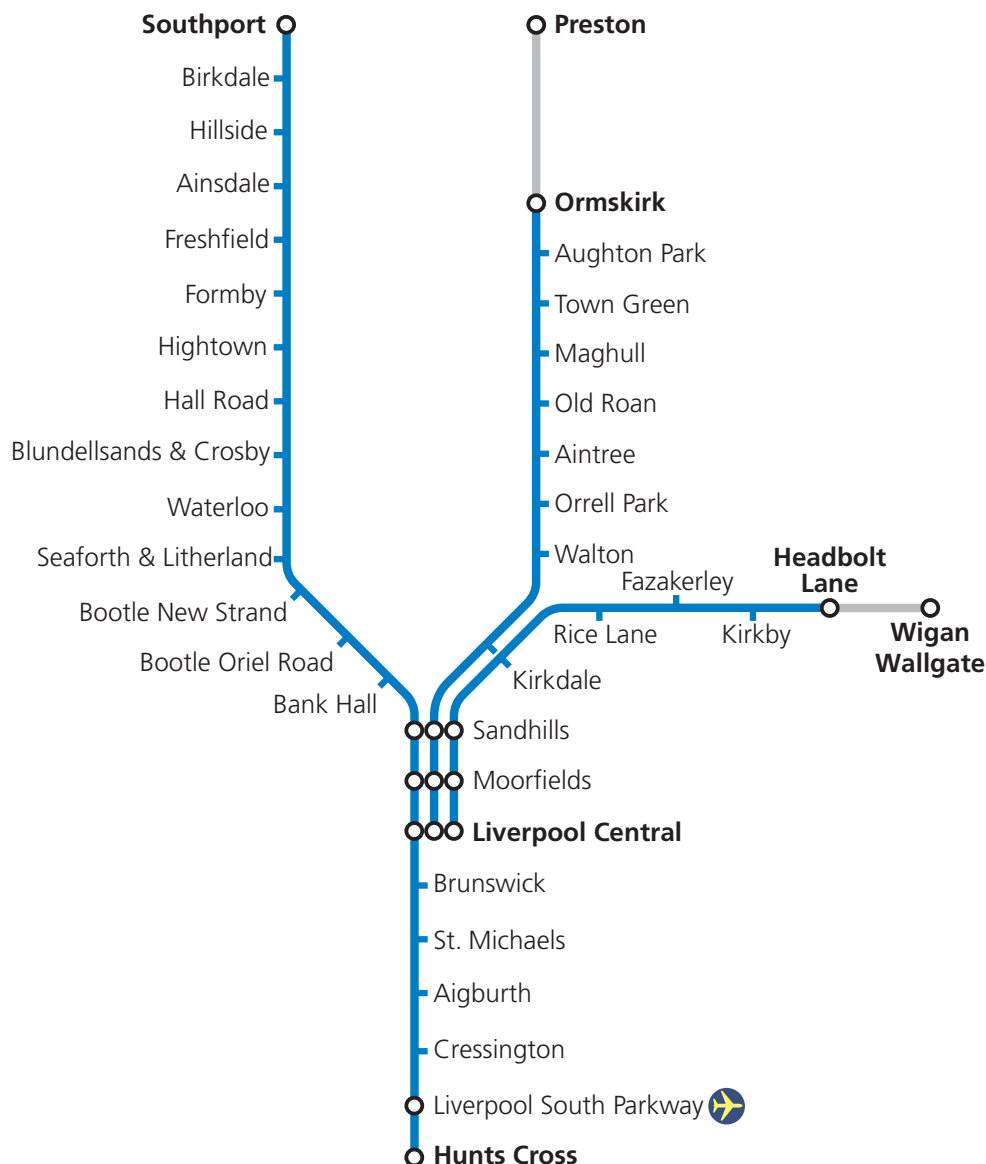 Southport
Birkdale
Hillside
Ainsdale
Freshfield
Formby
Hightown
Hall Road
Blundellsands & Crosby
Waterloo
Seaforth & Litherland
Bootle New Strand
Bootle Oriel Road
Bank Hall
Preston
Ormskirk
Aughton Park
Town Green
Maghull
Old Roan
Aintree
Orrell Park
Walton
Fazakerley
Rice Lane
Kirkby
Headbolt
Lane
Wigan
Wallgate
Kirkdale
Sandhills
Moorfields
Liverpool Central
Brunswick
St. Michaels
Aigburth
Cressington
Liverpool South Parkway
Hunts Cross